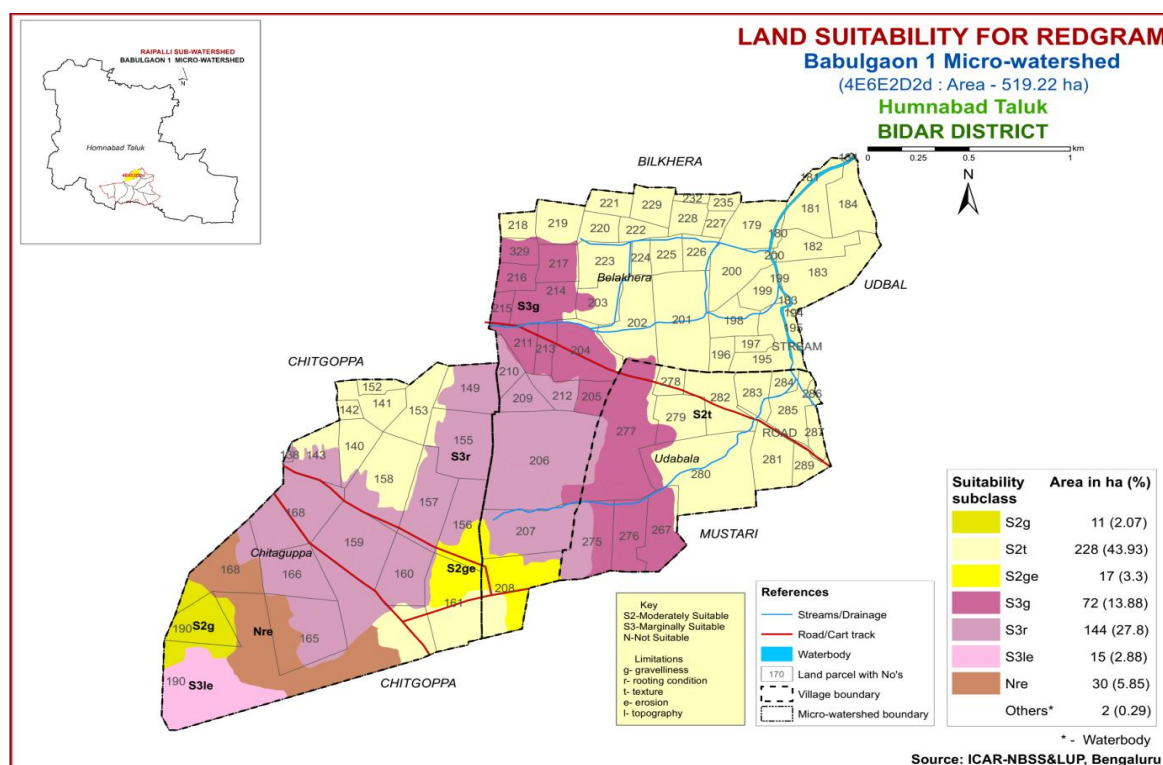 RAIPALLI SUB-WATERSHED
BABULGAON 1 MICRO-WATERSHED
N
Homnabad Taluk
LAND SUITABILITY FOR REDGRAM
Babulgaon 1 Micro-watershed
(4E6E2D2d : Area - 519.22 ha)
Humnabad Taluk
BIDAR DISTRICT
km
0 0.25 0.5 1
N
BILKHERA
181
221 229 232 235 181 184
218 219 220 222 228 227 179 180
329 217 223 224 225 226 200 200 182
216 Belakhera 183
UDBAL
215 214 203 199 199 183
S3g 202 201 198 194
195
211 213 204 196 197 195 STREAM
CHITGOPPA
210 209 212 205 278 282 283 284 286
152 149
142 141 153 279 S2t 285 287
ROAD
138 143 140 155 277
S3r 206 Udabala 281 289
158 280
157
168 156 207 MUSTARI
159 275 276 267
Chitaguppa
168 166 160 S2ge 208
161
190 S2g Nre 165
190 S3le
CHITGOPPA
Key
S2-Moderately Suitable
S3-Marginally Suitable
N-Not Suitable
Limitations
g- gravelliness
r- rooting condition
t- texture
e- erosion
l- topography
References
Streams/Drainage
Road/Cart track
Waterbody
170 Land parcel with No's
Village boundary
Micro-watershed boundary
Suitability subclass Area in ha (%)
S2g 11 (2.07)
S2t 228 (43.93)
S2ge 17 (3.3)
S3g 72 (13.88)
S3r 144 (27.8)
S3le 15 (2.88)
Nre 30 (5.85)
Others* 2 (0.29)
* - Waterbody
Source: ICAR-NBSS&LUP, Bengaluru